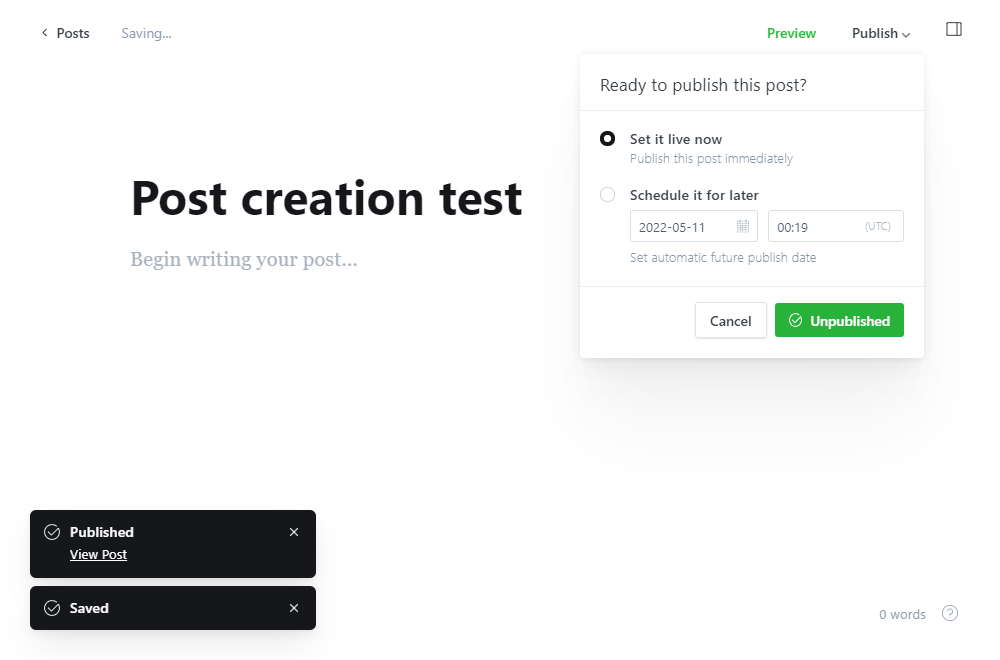 Posts
Saving...
Preview
Publish
Ready to publish this post?
Set it live now
Publish this post immediately
Schedule it for later
2022-05-11
00:19 (UTC)
Set automatic future publish date
Cancel
Unpublished
Post creation test
Begin writing your post...
Published
View Post
Saved
0 words
?